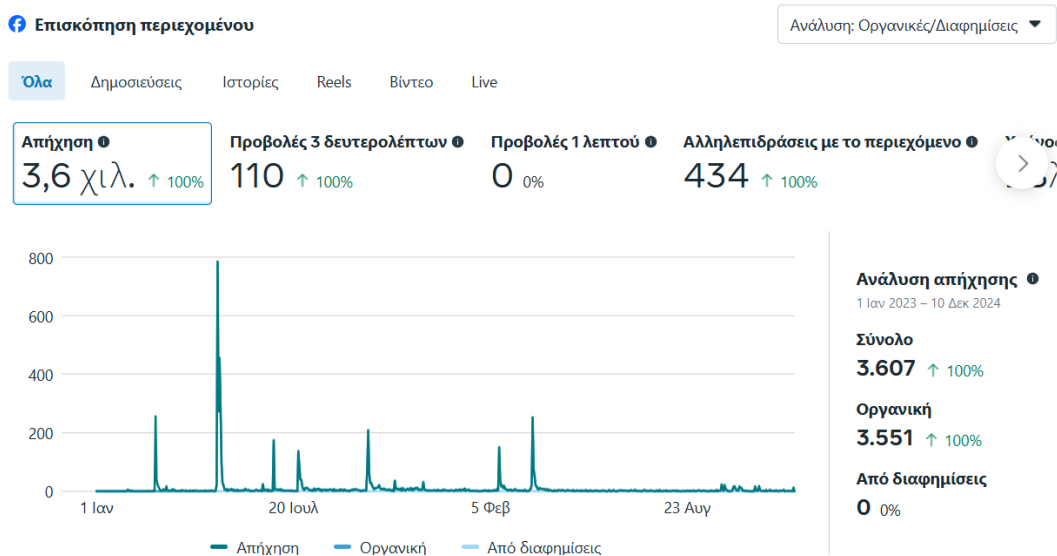 Επισκόπηση περιεχομένου
Ανάλυση: Οργανικές/Διαφημίσεις
Όλα Δημοσιεύσεις Ιστορίες Reels Βίντεο Live
Απήχηση Προβολές 3 δευτερολέπτων Προβολές 1 λεπτού Αλληλεπιδράσεις με το περιεχόμενο
3,6 χιλ. ↑ 100% 110 ↑ 100% 0 0% 434 ↑ 100%
800
600
400
200
0
1 Ιαν 20 Ιουλ 5 Φεβ 23 Αυγ
Απήχηση Οργανική Από διαφημίσεις
Ανάλυση απήχησης
1 Ιαν 2023 – 10 Δεκ 2024
Σύνολο
3.607 ↑ 100%
Οργανική
3.551 ↑ 100%
Από διαφημίσεις
0 0%